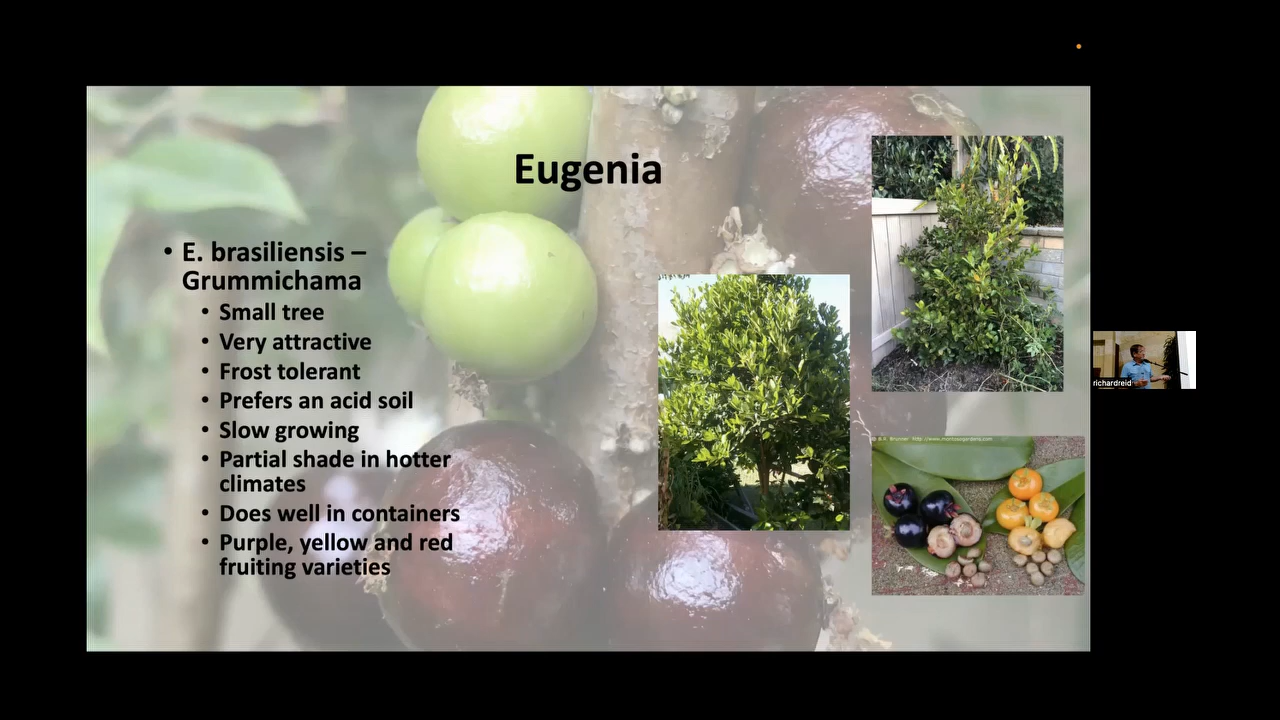 Eugenia
• E. brasiliensis –
Grummichama
• Small tree
• Very attractive
• Frost tolerant
• Prefers an acid soil
• Slow growing
• Partial shade in hotter
climates
• Does well in containers
• Purple, yellow and red
fruiting varieties
richardreid